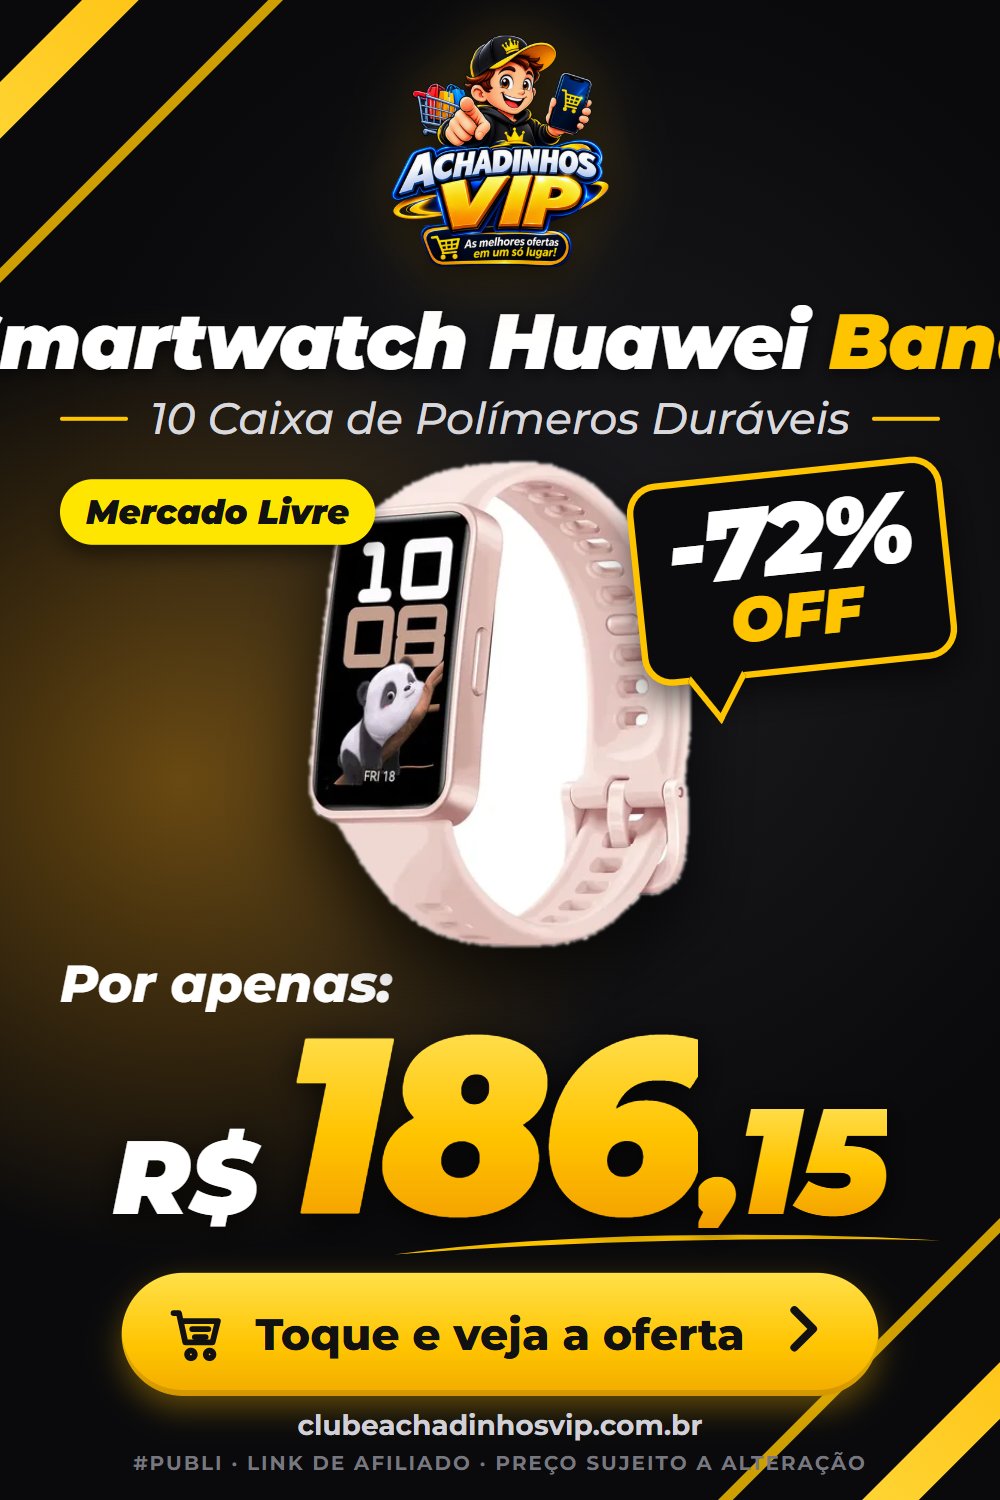 ACHADINHOS
VIP
As melhores ofertas
em um só lugar!
martwatch Huawei Ban
10 Caixa de Polímeros Duráveis
Mercado Livre
-72%
OFF
10
08
FRI 18
Por apenas:
R$ 186,15
Toque e veja a oferta
clubeachadinhosvip.com.br
#PUBLI · LINK DE AFILIADO · PREÇO SUJEITO A ALTERAÇÃO